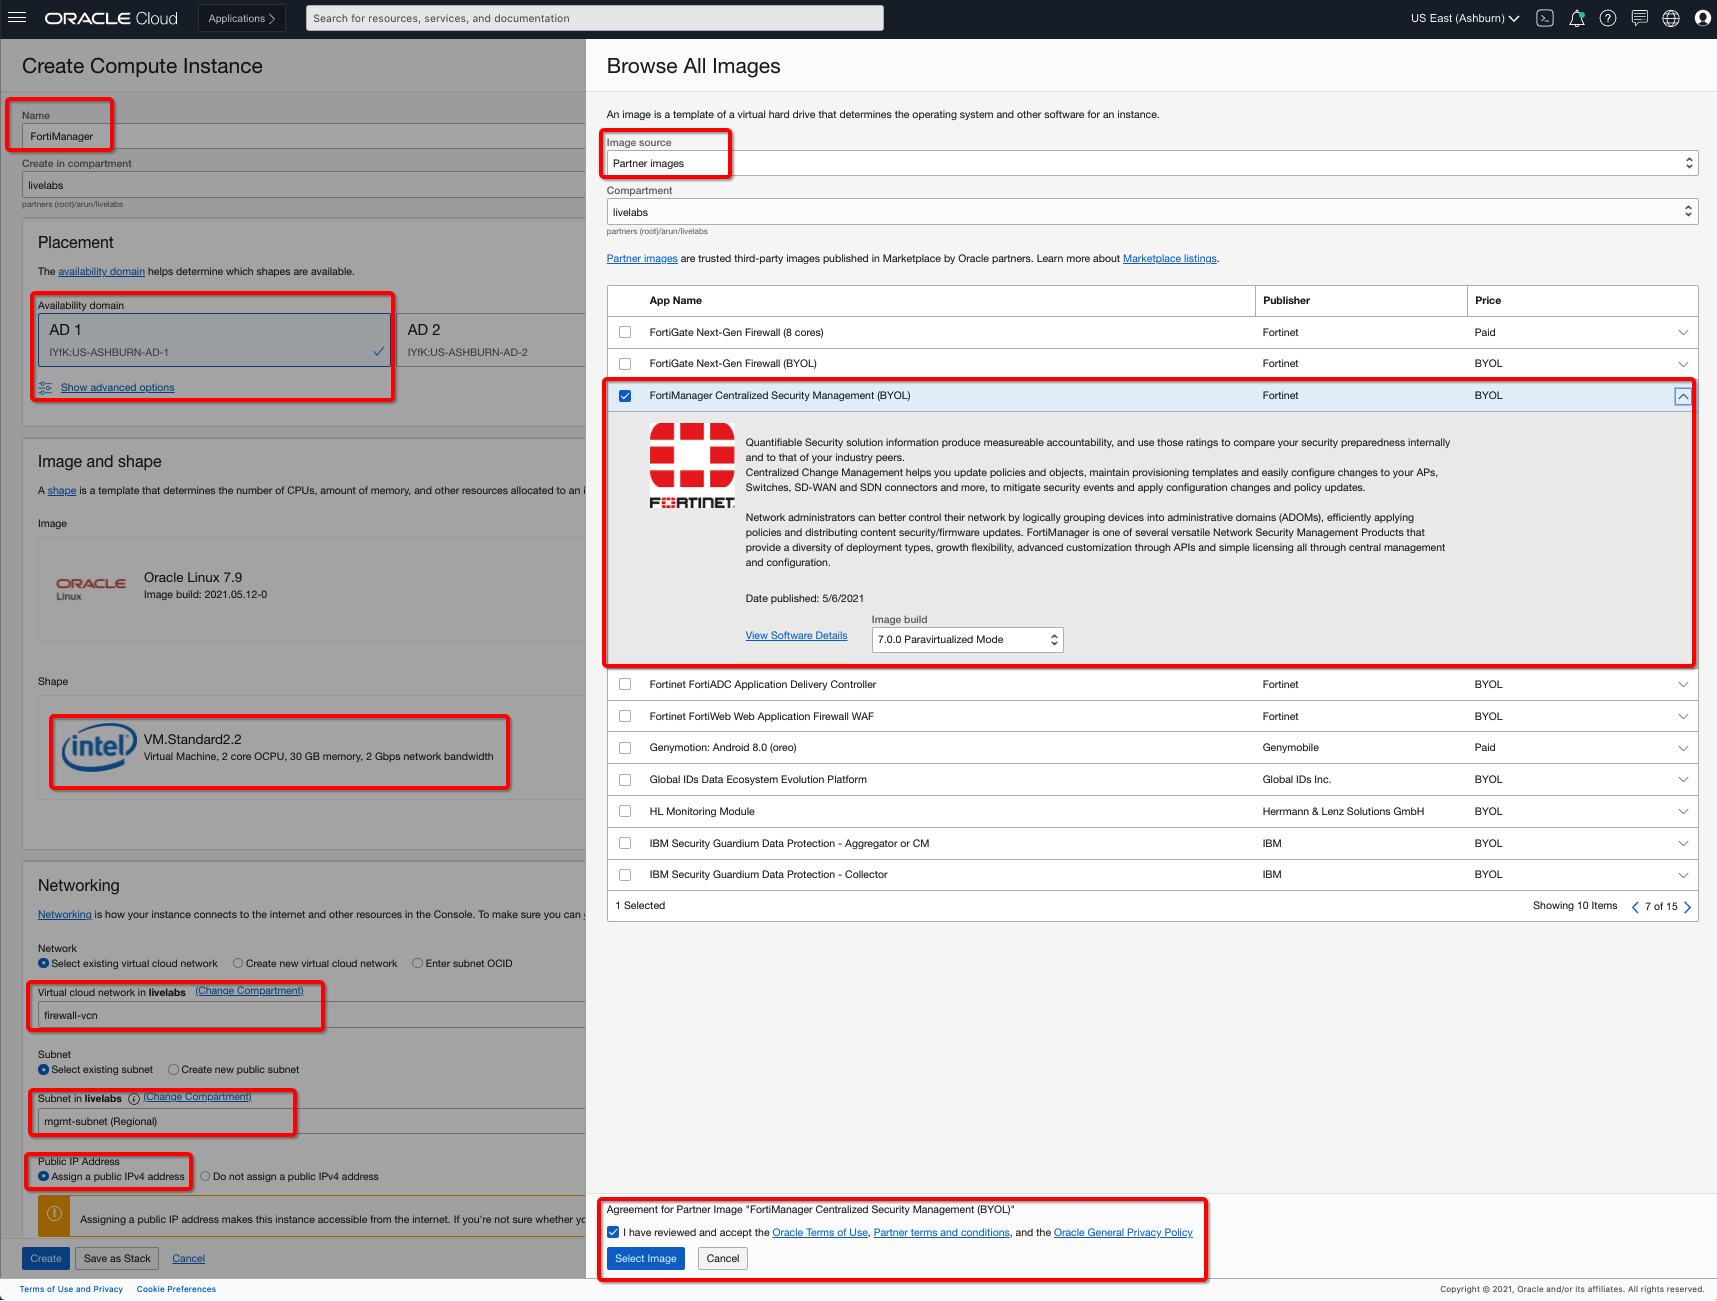 ORACLE Cloud
Applications
Search for resources, services, and documentation
US East (Ashburn)
Create Compute Instance
Name
FortiManager
Create in compartment
livelabs
partners (root)/arun/livelabs
Placement
The availability domain helps determine which shapes are available.
Availability domain
AD 1
IYfK:US-ASHBURN-AD-1
AD 2
IYfK:US-ASHBURN-AD-2
Show advanced options
Image and shape
A shape is a template that determines the number of CPUs, amount of memory, and other resources allocated to an i
Image
ORACLE
Linux
Oracle Linux 7.9
Image build: 2021.05.12-0
Shape
intel
VM.Standard2.2
Virtual Machine, 2 core OCPU, 30 GB memory, 2 Gbps network bandwidth
Networking
Networking is how your instance connects to the internet and other resources in the Console. To make sure you can
Network
Select existing virtual cloud network
Create new virtual cloud network
Enter subnet OCID
Virtual cloud network in livelabs (Change Compartment)
firewall-vcn
Subnet
Select existing subnet
Create new public subnet
Subnet in livelabs (Change Compartment)
mgmt-subnet (Regional)
Public IP Address
Assign a public IPv4 address
Do not assign a public IPv4 address
Assigning a public IP address makes this instance accessible from the internet. If you're not sure whether yo
Create
Save as Stack
Cancel
Browse All Images
An image is a template of a virtual hard drive that determines the operating system and other software for an instance.
Image source
Partner images
Compartment
livelabs
partners (root)/arun/livelabs
Partner images are trusted third-party images published in Marketplace by Oracle partners. Learn more about Marketplace listings.
App Name Publisher Price
FortiGate Next-Gen Firewall (8 cores) Fortinet Paid
FortiGate Next-Gen Firewall (BYOL) Fortinet BYOL
FortiManager Centralized Security Management (BYOL) Fortinet BYOL
FORTINET
Quantifiable Security solution information produce measureable accountability, and use those ratings to compare your security preparedness internally
and to that of your industry peers.
Centralized Change Management helps you update policies and objects, maintain provisioning templates and easily configure changes to your APs,
Switches, SD-WAN and SDN connectors and more, to mitigate security events and apply configuration changes and policy updates.
Network administrators can better control their network by logically grouping devices into administrative domains (ADOMs), efficiently applying
policies and distributing content security/firmware updates. FortiManager is one of several versatile Network Security Management Products that
provide a diversity of deployment types, growth flexibility, advanced customization through APIs and simple licensing all through central management
and configuration.
Date published: 5/6/2021
View Software Details
Image build
7.0.0 Paravirtualized Mode
Fortinet FortiADC Application Delivery Controller Fortinet BYOL
Fortinet FortiWeb Web Application Firewall WAF Fortinet BYOL
Genymotion: Android 8.0 (oreo) Genymobile Paid
Global IDs Data Ecosystem Evolution Platform Global IDs Inc. BYOL
HL Monitoring Module Herrmann & Lenz Solutions GmbH BYOL
IBM Security Guardium Data Protection - Aggregator or CM IBM BYOL
IBM Security Guardium Data Protection - Collector IBM BYOL
1 Selected
Showing 10 Items
7 of 15
Agreement for Partner Image "FortiManager Centralized Security Management (BYOL)"
I have reviewed and accept the Oracle Terms of Use, Partner terms and conditions, and the Oracle General Privacy Policy
Select Image
Cancel
Terms of Use and Privacy
Cookie Preferences
Copyright © 2021, Oracle and/or its affiliates. All rights reserved.